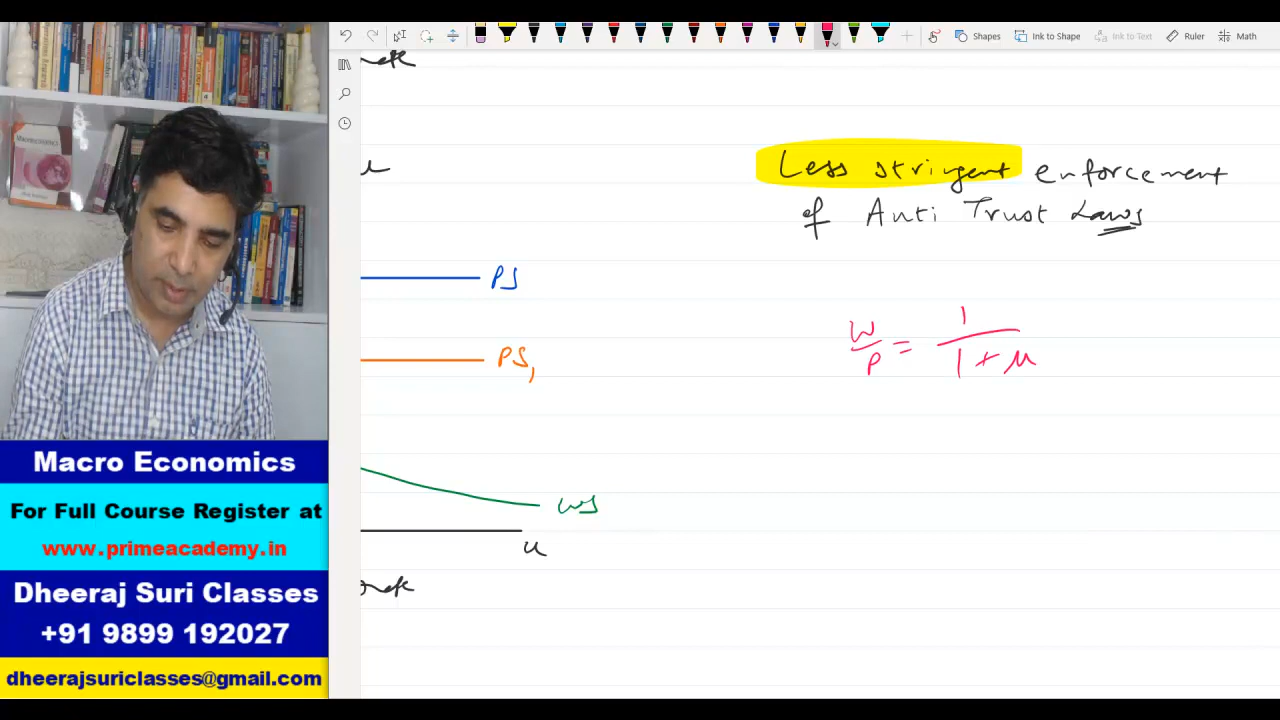 Shapes
Ink to Shape
Ink to Text
Ruler
Math
Less stringent enforcement
of Anti Trust Laws
PS
W/P = 1/(1 + μ)
PS₁
WS
u
Macroeconomics
Macro Economics
For Full Course Register at
www.primeacademy.in
Dheeraj Suri Classes
+91 9899 192027
dheerajsuriclasses@gmail.com